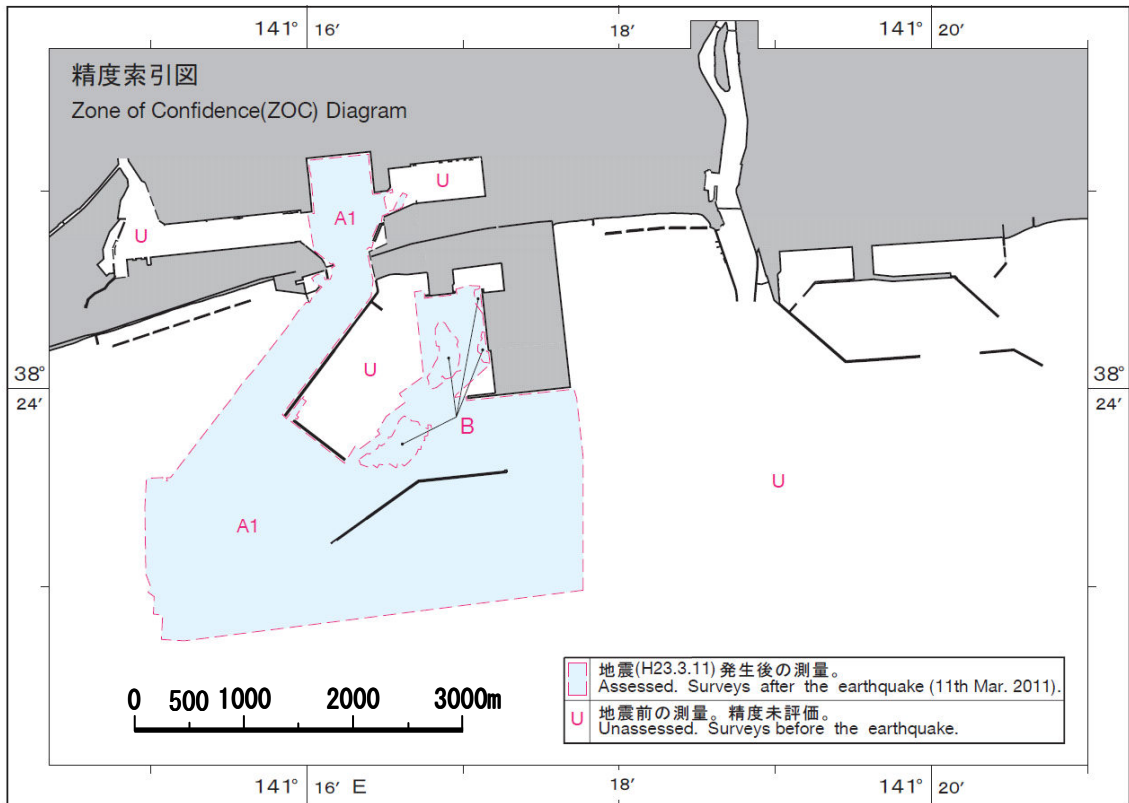 141° 16′ 18′ 141° 20′
精度索引図
Zone of Confidence(ZOC) Diagram
U
A1
U
U
B
A1
U
38° 24′
38° 24′
0 500 1000 2000 3000m
地震(H23.3.11)発生後の測量。
Assessed. Surveys after the earthquake (11th Mar. 2011).
U 地震前の測量。精度未評価。
Unassessed. Surveys before the earthquake.
141° 16′ E 18′ 141° 20′